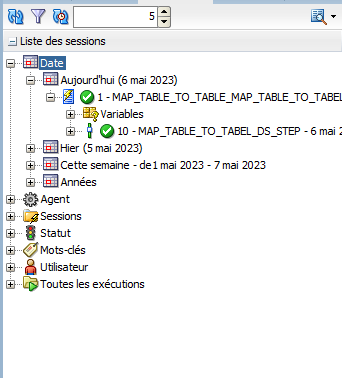 5
Liste des sessions
Date
Aujourd'hui (6 mai 2023)
1 - MAP_TABLE_TO_TABLE_MAP_TABLE_TO_TABEL
Variables
10 - MAP_TABLE_TO_TABEL_DS_STEP - 6 mai 2
Hier (5 mai 2023)
Cette semaine - de1 mai 2023 - 7 mai 2023
Années
Agent
Sessions
Statut
Mots-clés
Utilisateur
Toutes les exécutions